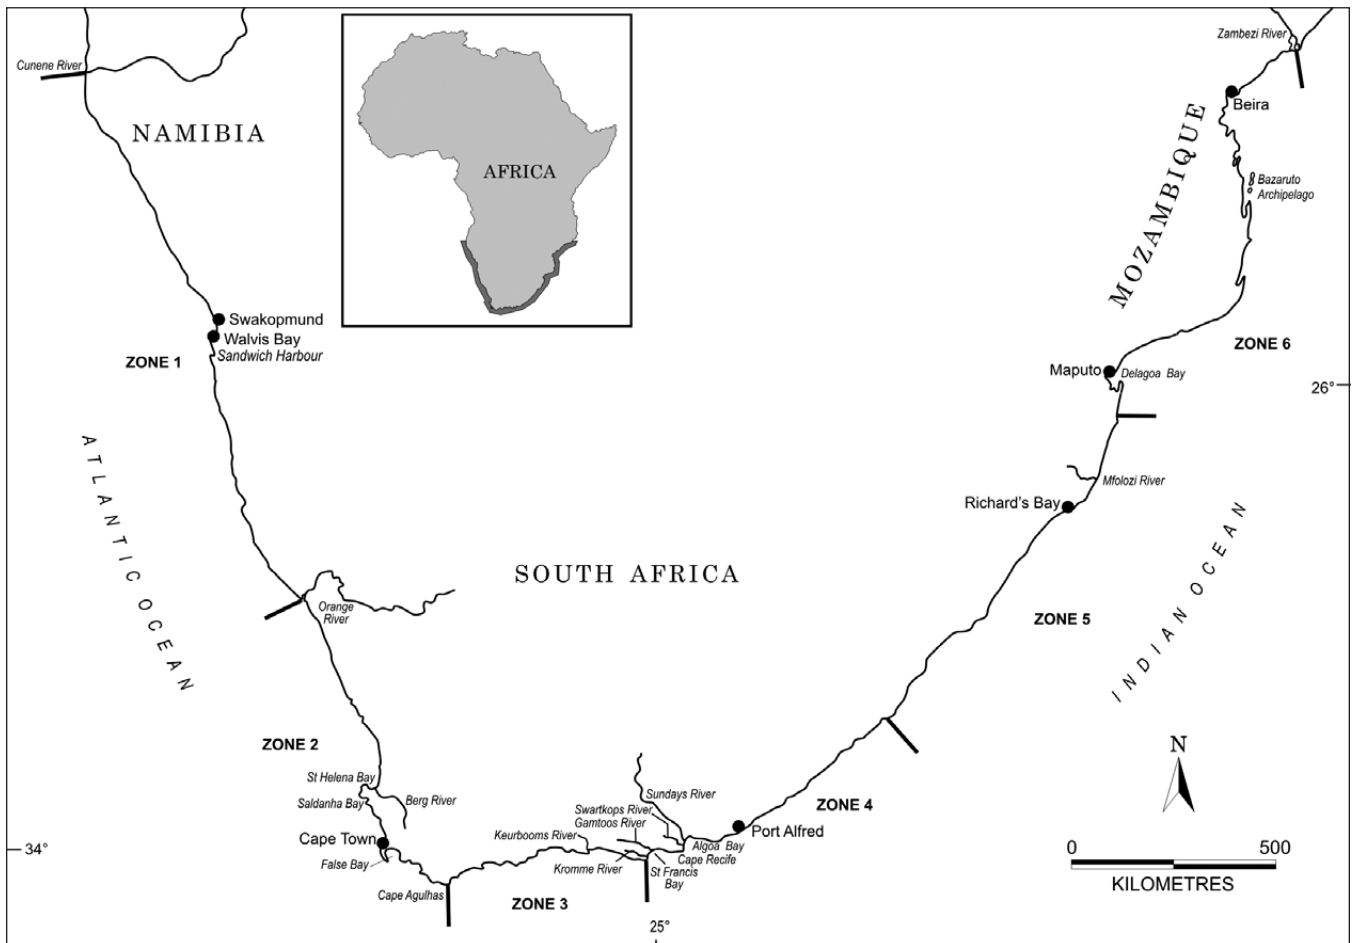 Zambezi River
Cunene River
Beira
NAMIBIA
AFRICA
MOZAMBIQUE
Bazaruto
Archipelago
Swakopmund
Walvis Bay
Sandwich Harbour
ZONE 1
ZONE 6
Maputo
Delagoa Bay
26°
ATLANTIC OCEAN
Mfolozi River
Richard's Bay
INDIAN OCEAN
SOUTH AFRICA
Orange
River
ZONE 5
ZONE 2
N
St Helena Bay
Saldanha Bay
Berg River
Sundays River
Swartkops River
Gamtoos River
ZONE 4
Cape Town
Keurbooms River
Port Alfred
34°
False Bay
Kromme River
Algoa Bay
Cape Recife
St Francis
Bay
0 500
KILOMETRES
Cape Agulhas
ZONE 3
25°